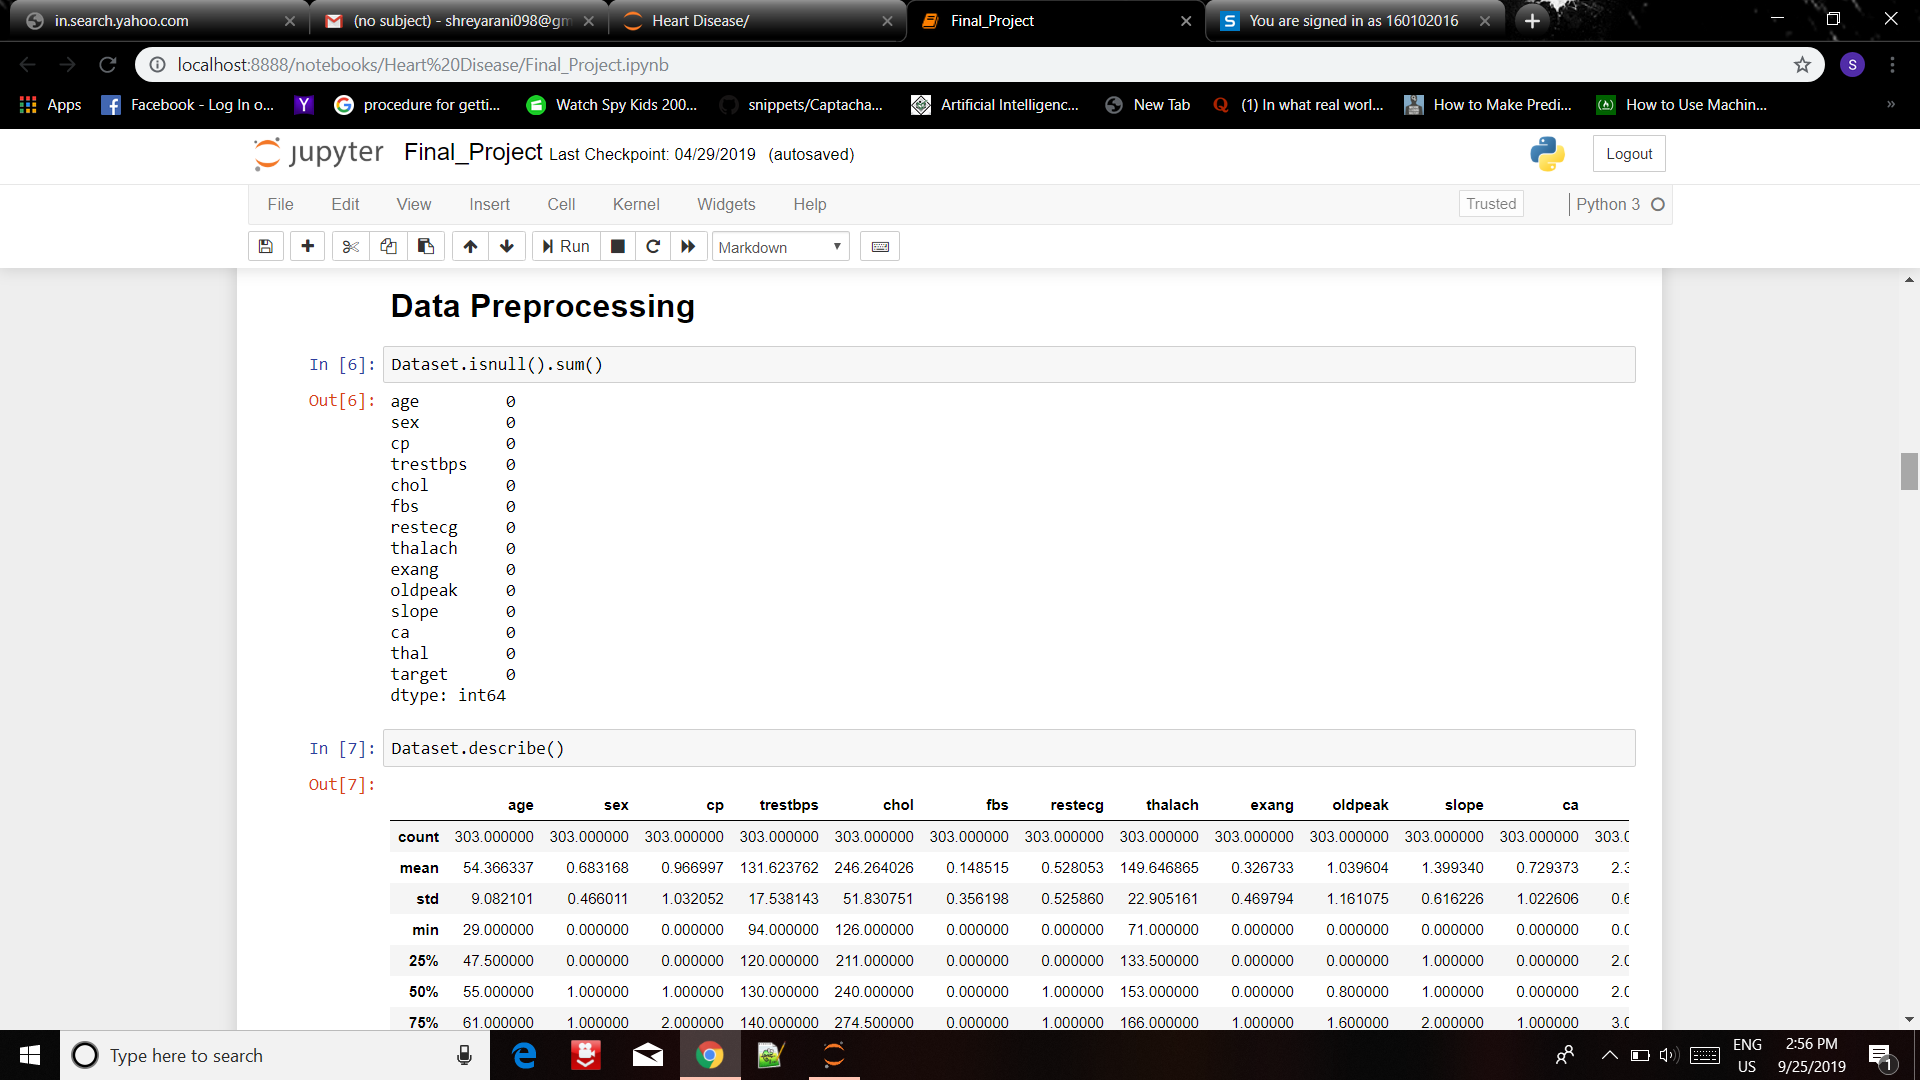 in.search.yahoo.com
(no subject) - shreyarani098@gm
Heart Disease/
Final_Project
You are signed in as 160102016
localhost:8888/notebooks/Heart%20Disease/Final_Project.ipynb
S
Apps
Facebook - Log In o...
procedure for getti...
Watch Spy Kids 200...
snippets/Captacha...
Artificial Intelligenc...
New Tab
(1) In what real worl...
How to Make Predi...
How to Use Machin...
»
jupyter Final_Project Last Checkpoint: 04/29/2019 (autosaved)
Logout
File Edit View Insert Cell Kernel Widgets Help
Trusted
Python 3
Run
Markdown
Data Preprocessing
In [6]: Dataset.isnull().sum()
Out[6]: age 0
sex 0
cp 0
trestbps 0
chol 0
fbs 0
restecg 0
thalach 0
exang 0
oldpeak 0
slope 0
ca 0
thal 0
target 0
dtype: int64
In [7]: Dataset.describe()
Out[7]:
age sex cp trestbps chol fbs restecg thalach exang oldpeak slope ca
count 303.000000 303.000000 303.000000 303.000000 303.000000 303.000000 303.000000 303.000000 303.000000 303.000000 303.000000 303.000000 303.0
mean 54.366337 0.683168 0.966997 131.623762 246.264026 0.148515 0.528053 149.646865 0.326733 1.039604 1.399340 0.729373 2.3
std 9.082101 0.466011 1.032052 17.538143 51.830751 0.356198 0.525860 22.905161 0.469794 1.161075 0.616226 1.022606 0.6
min 29.000000 0.000000 0.000000 94.000000 126.000000 0.000000 0.000000 71.000000 0.000000 0.000000 0.000000 0.000000 0.0
25% 47.500000 0.000000 0.000000 120.000000 211.000000 0.000000 0.000000 133.500000 0.000000 0.000000 1.000000 0.000000 2.0
50% 55.000000 1.000000 1.000000 130.000000 240.000000 0.000000 1.000000 153.000000 0.000000 0.800000 1.000000 0.000000 2.0
75% 61.000000 1.000000 2.000000 140.000000 274.500000 0.000000 1.000000 166.000000 1.000000 1.600000 2.000000 1.000000 3.0
Type here to search
ENG
US
2:56 PM
9/25/2019
1